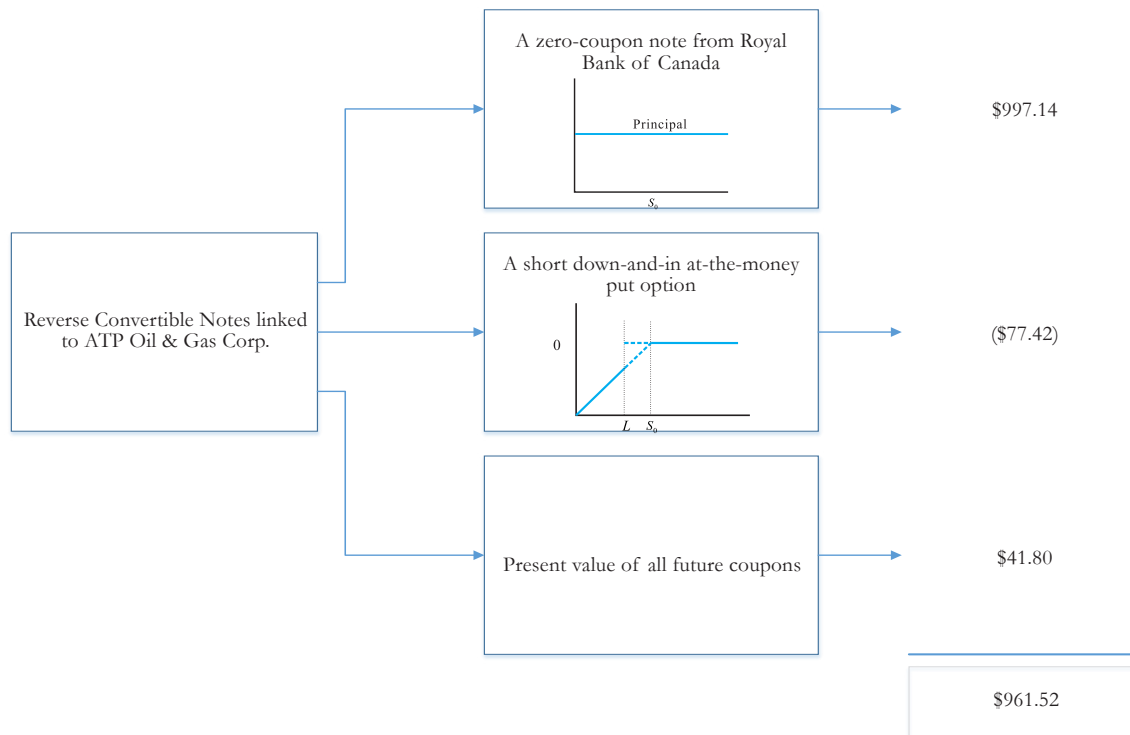 A zero-coupon note from Royal
Bank of Canada
Principal
S₀
$997.14
Reverse Convertible Notes linked
to ATP Oil & Gas Corp.
A short down-and-in at-the-money
put option
0
L S₀
($77.42)
Present value of all future coupons
$41.80
$961.52